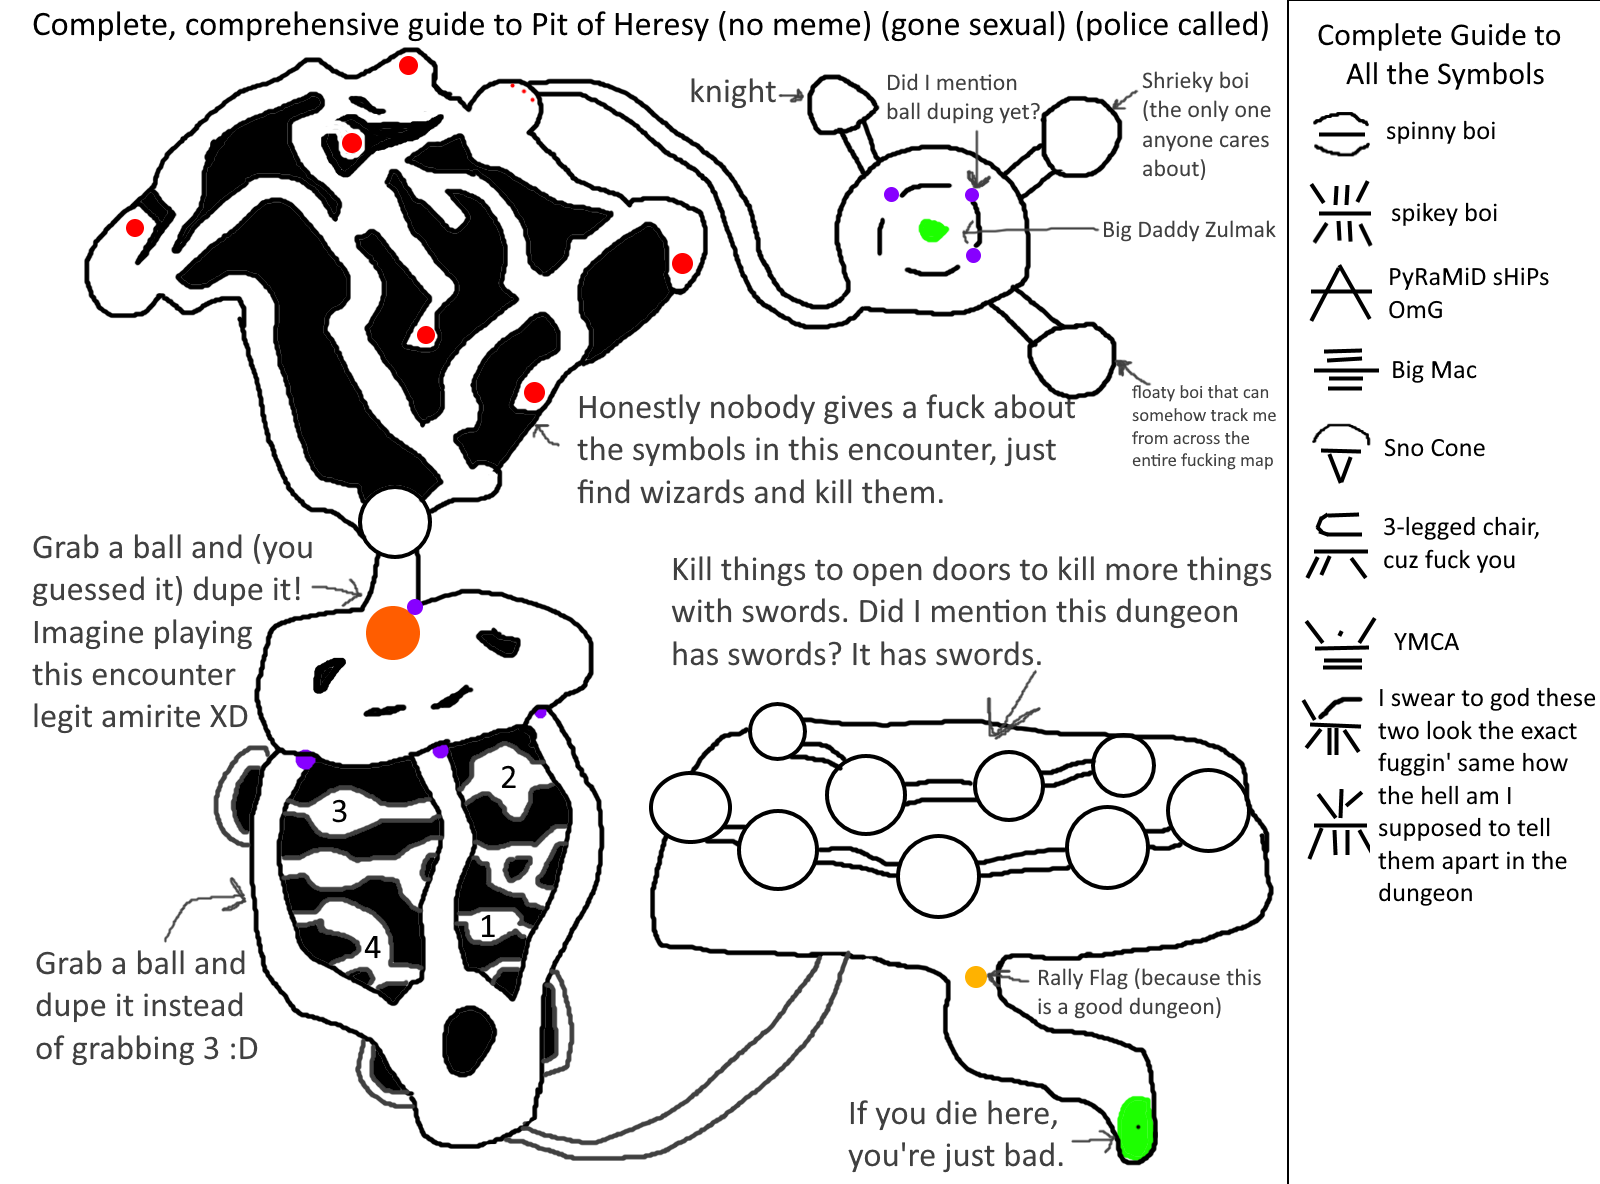 Complete, comprehensive guide to Pit of Heresy (no meme) (gone sexual) (police called)
knight
Did I mention
ball duping yet?
Shrieky boi
(the only one
anyone cares
about)
Big Daddy Zulmak
floaty boi that can
somehow track me
from across the
entire fucking map
Honestly nobody gives a fuck about
the symbols in this encounter, just
find wizards and kill them.
Grab a ball and (you
guessed it) dupe it!
Imagine playing
this encounter
legit amirite XD
Kill things to open doors to kill more things
with swords. Did I mention this dungeon
has swords? It has swords.
2
3
1
4
Grab a ball and
dupe it instead
of grabbing 3 :D
Rally Flag (because this
is a good dungeon)
If you die here,
you're just bad.
Complete Guide to
All the Symbols
spinny boi
spikey boi
PyRaMiD sHiPs
OmG
Big Mac
Sno Cone
3-legged chair,
cuz fuck you
YMCA
I swear to god these
two look the exact
fuggin' same how
the hell am I
supposed to tell
them apart in the
dungeon